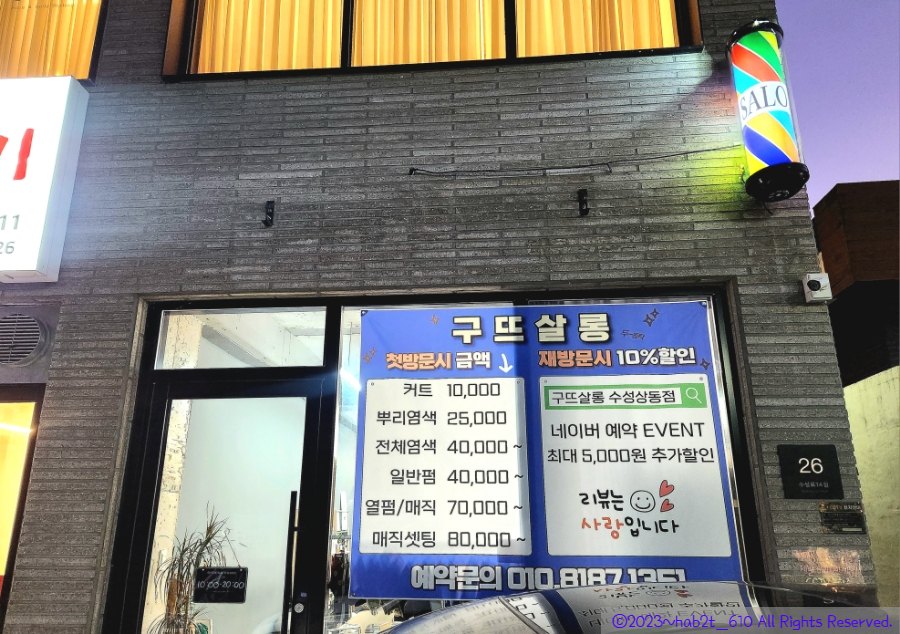 SALO
11
26
구뜨살롱
첫방문시 금액
커트 10,000
뿌리염색 25,000
전체염색 40,000 ~
일반펌 40,000 ~
열펌/매직 70,000 ~
매직셋팅 80,000 ~
재방문시 10%할인
구뜨살롱 수성상동점
네이버 예약 EVENT
최대 5,000원 추가할인
리뷰는
사랑입니다
예약문의 010.8187.1351
10:00-20:00
26
©2023~hab2t_610 All Rights Reserved.